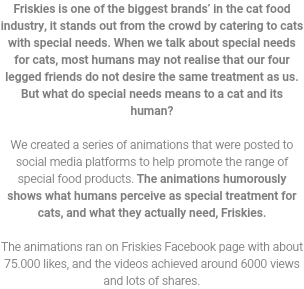 Friskies is one of the biggest brands’ in the cat food
industry, it stands out from the crowd by catering to cats
with special needs. When we talk about special needs
for cats, most humans may not realise that our four
legged friends do not desire the same treatment as us.
But what do special needs means to a cat and its
human?
We created a series of animations that were posted to
social media platforms to help promote the range of
special food products. The animations humorously
shows what humans perceive as special treatment for
cats, and what they actually need, Friskies.
The animations ran on Friskies Facebook page with about
75.000 likes, and the videos achieved around 6000 views
and lots of shares.